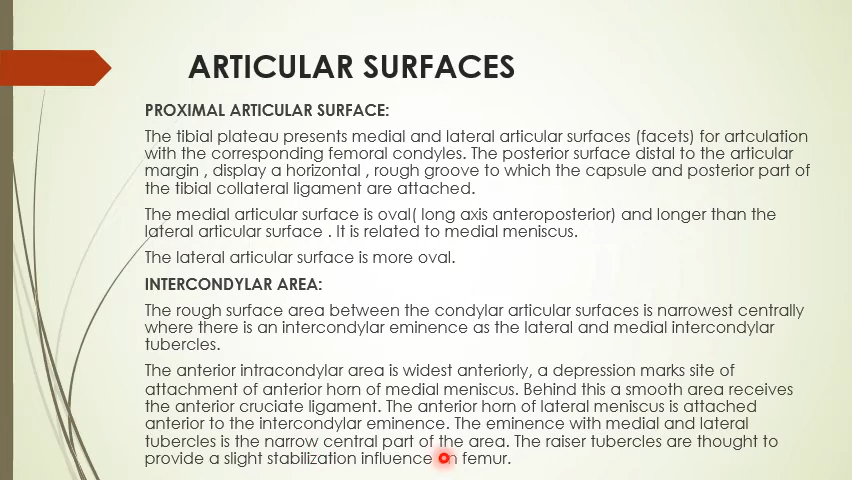 ARTICULAR SURFACES
PROXIMAL ARTICULAR SURFACE:
The tibial plateau presents medial and lateral articular surfaces (facets) for artculation
with the corresponding femoral condyles. The posterior surface distal to the articular
margin , display a horizontal , rough groove to which the capsule and posterior part of
the tibial collateral ligament are attached.
The medial articular surface is oval( long axis anteroposterior) and longer than the
lateral articular surface . It is related to medial meniscus.
The lateral articular surface is more oval.
INTERCONDYLAR AREA:
The rough surface area between the condylar articular surfaces is narrowest centrally
where there is an intercondylar eminence as the lateral and medial intercondylar
tubercles.
The anterior intracondylar area is widest anteriorly, a depression marks site of
attachment of anterior horn of medial meniscus. Behind this a smooth area receives
the anterior cruciate ligament. The anterior horn of lateral meniscus is attached
anterior to the intercondylar eminence. The eminence with medial and lateral
tubercles is the narrow central part of the area. The raiser tubercles are thought to
provide a slight stabilization influence femur.